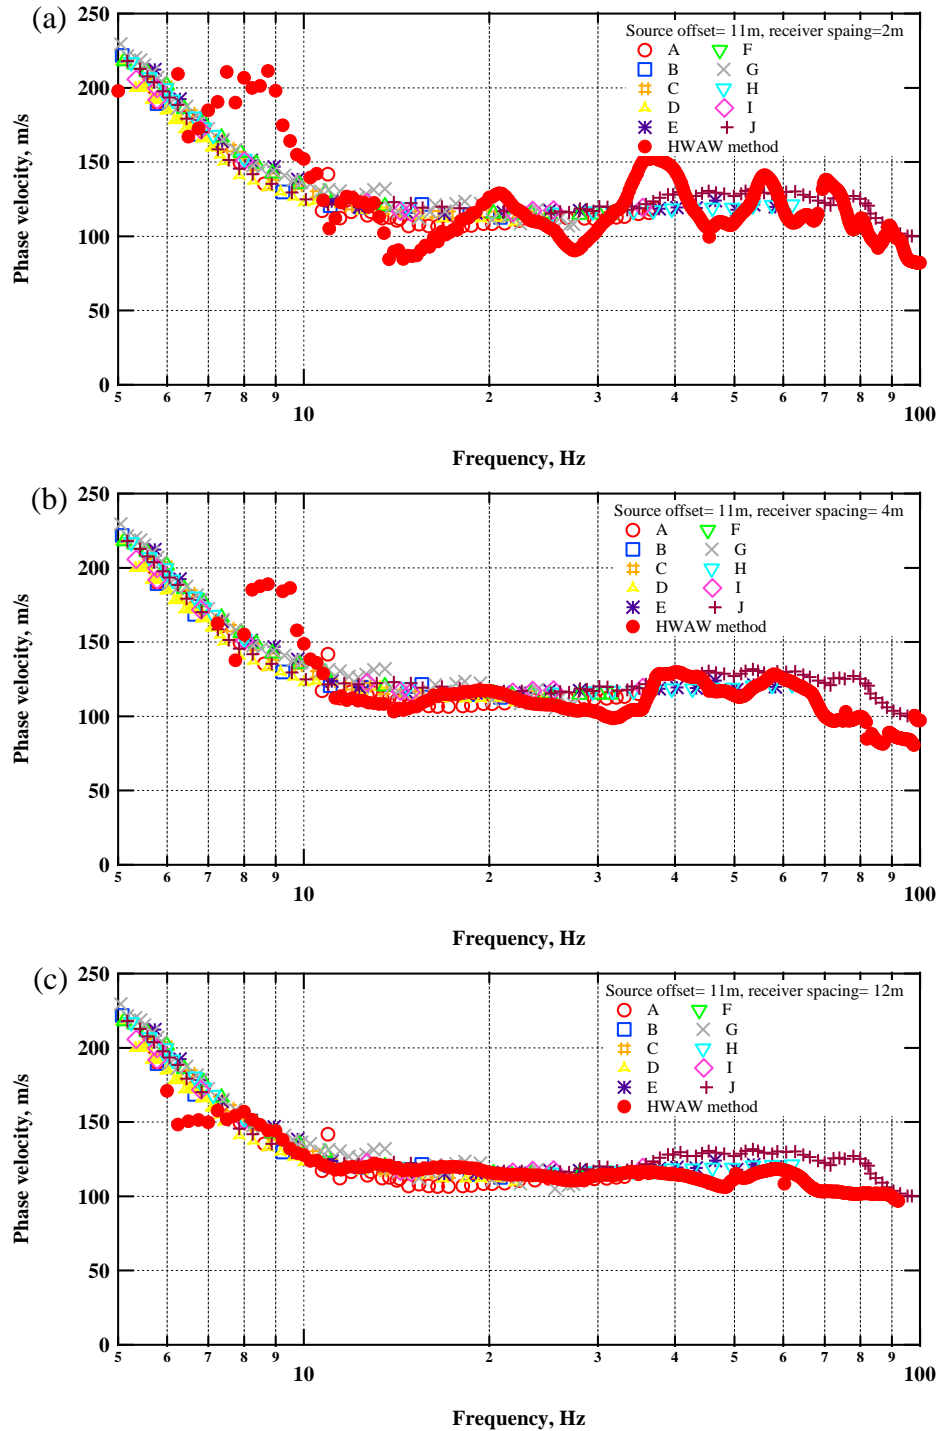 (a)
250
200
150
100
50
0
Phase velocity, m/s
Source offset= 11m, receiver spaing=2m
A F
B G
C H
D I
E J
HWAW method
5 6 7 8 9 10 2 3 4 5 6 7 8 9 100
Frequency, Hz
(b)
250
200
150
100
50
0
Phase velocity, m/s
Source offset= 11m, receiver spacing= 4m
A F
B G
C H
D I
E J
HWAW method
5 6 7 8 9 10 2 3 4 5 6 7 8 9 100
Frequency, Hz
(c)
250
200
150
100
50
0
Phase velocity, m/s
Source offset= 11m, receiver spacing= 12m
A F
B G
C H
D I
E J
HWAW method
5 6 7 8 9 10 2 3 4 5 6 7 8 9 100
Frequency, Hz